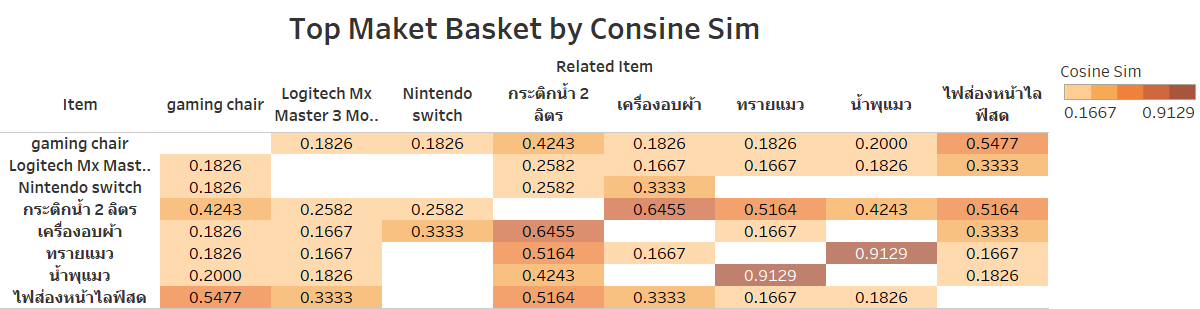 Top Maket Basket by Consine Sim
Related Item
Cosine Sim
0.1667 0.9129
Item gaming chair Logitech Mx Master 3 Mo.. Nintendo switch กระติกน้ำ 2 ลิตร เครื่องอบผ้า ทรายแมว น้ำพุแมว ไฟส่องหน้าไลฟ์สด
gaming chair 0.1826 0.1826 0.4243 0.1826 0.1826 0.2000 0.5477
Logitech Mx Mast.. 0.1826 0.2582 0.1667 0.1667 0.1826 0.3333
Nintendo switch 0.1826 0.2582 0.3333
กระติกน้ำ 2 ลิตร 0.4243 0.2582 0.2582 0.6455 0.5164 0.4243 0.5164
เครื่องอบผ้า 0.1826 0.1667 0.3333 0.6455 0.1667 0.3333
ทรายแมว 0.1826 0.1667 0.5164 0.1667 0.9129 0.1667
น้ำพุแมว 0.2000 0.1826 0.4243 0.9129 0.1826
ไฟส่องหน้าไลฟ์สด 0.5477 0.3333 0.5164 0.3333 0.1667 0.1826